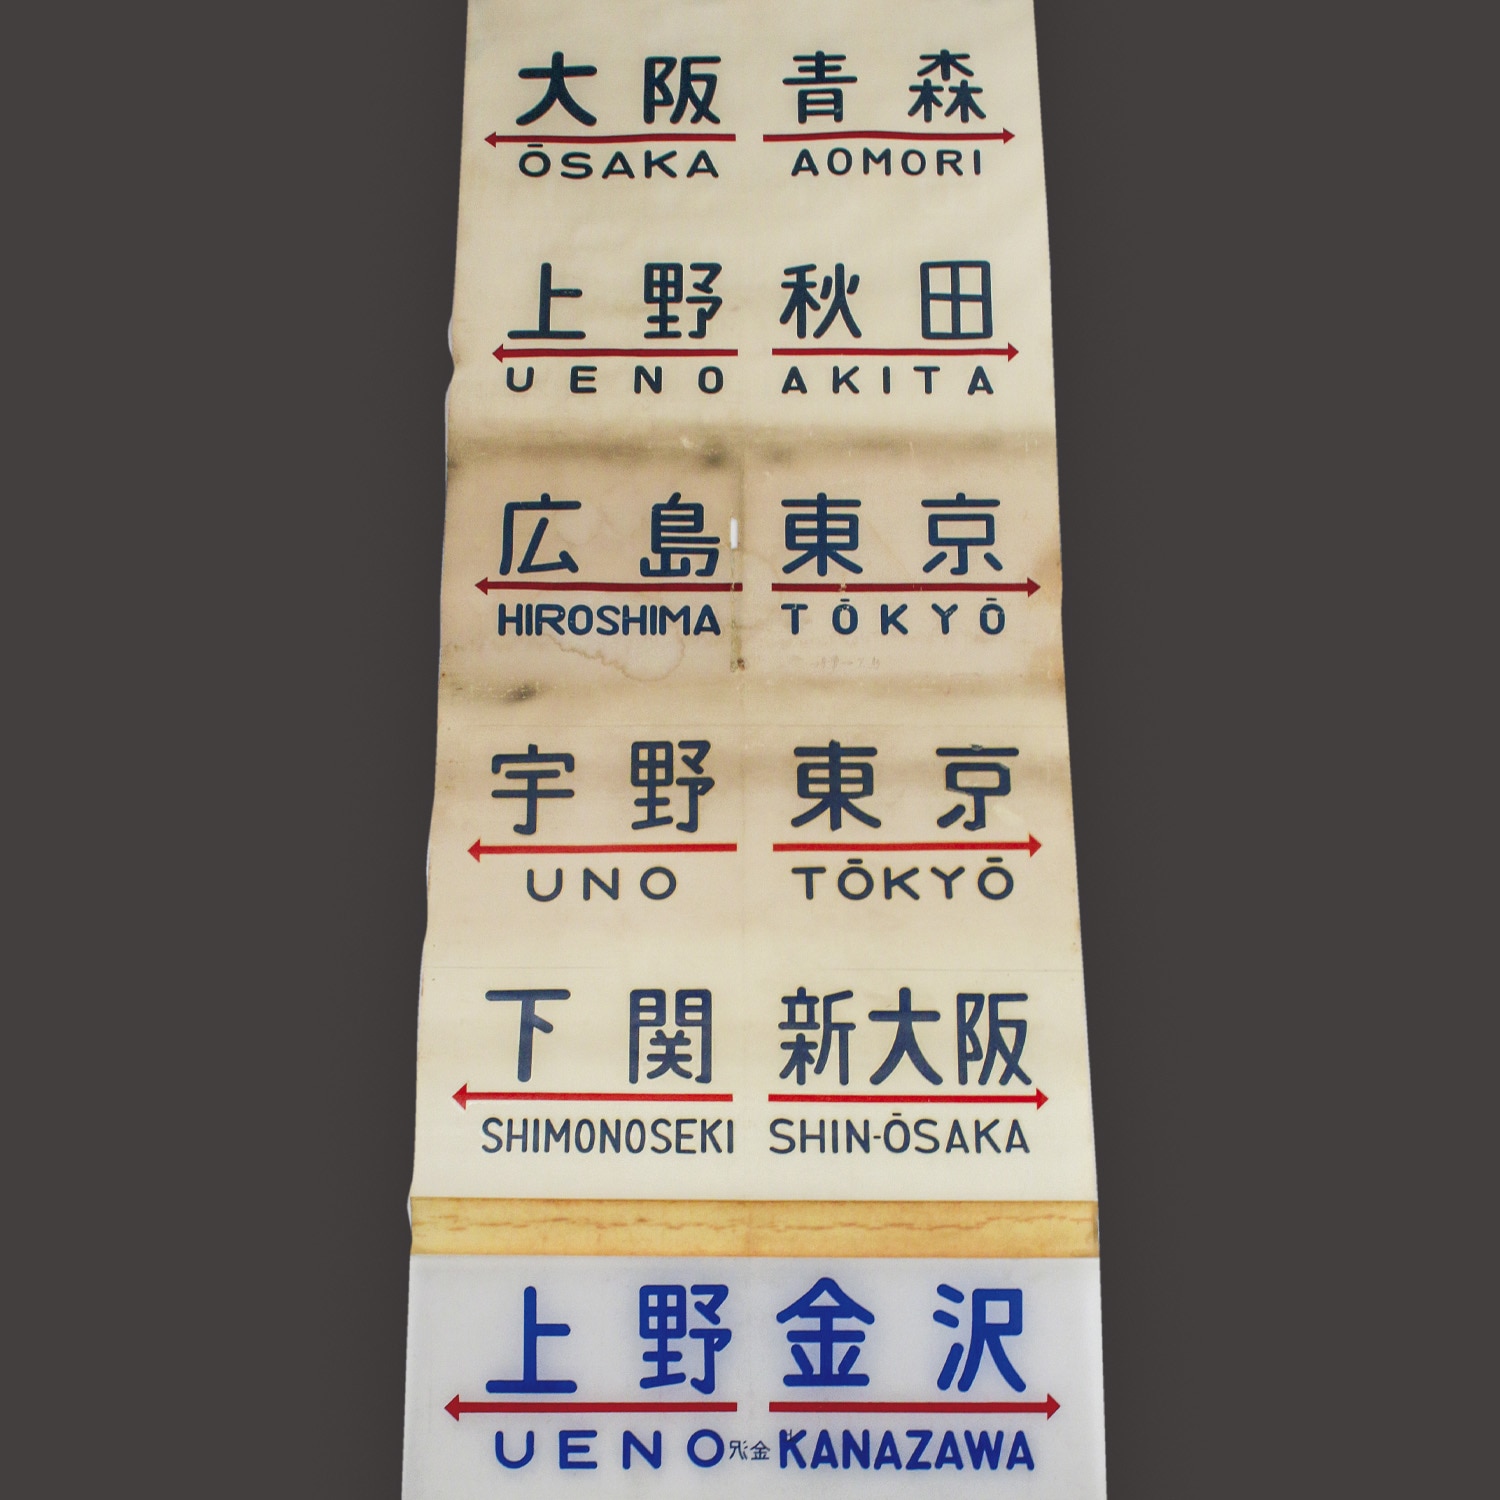 大阪 青森
ŌSAKA AOMORI
上野 秋田
UENO AKITA
広島 東京
HIROSHIMA TŌKYŌ
宇野 東京
UNO TŌKYŌ
下関 新大阪
SHIMONOSEKI SHIN-ŌSAKA
上野 金沢
UENO KANAZAWA